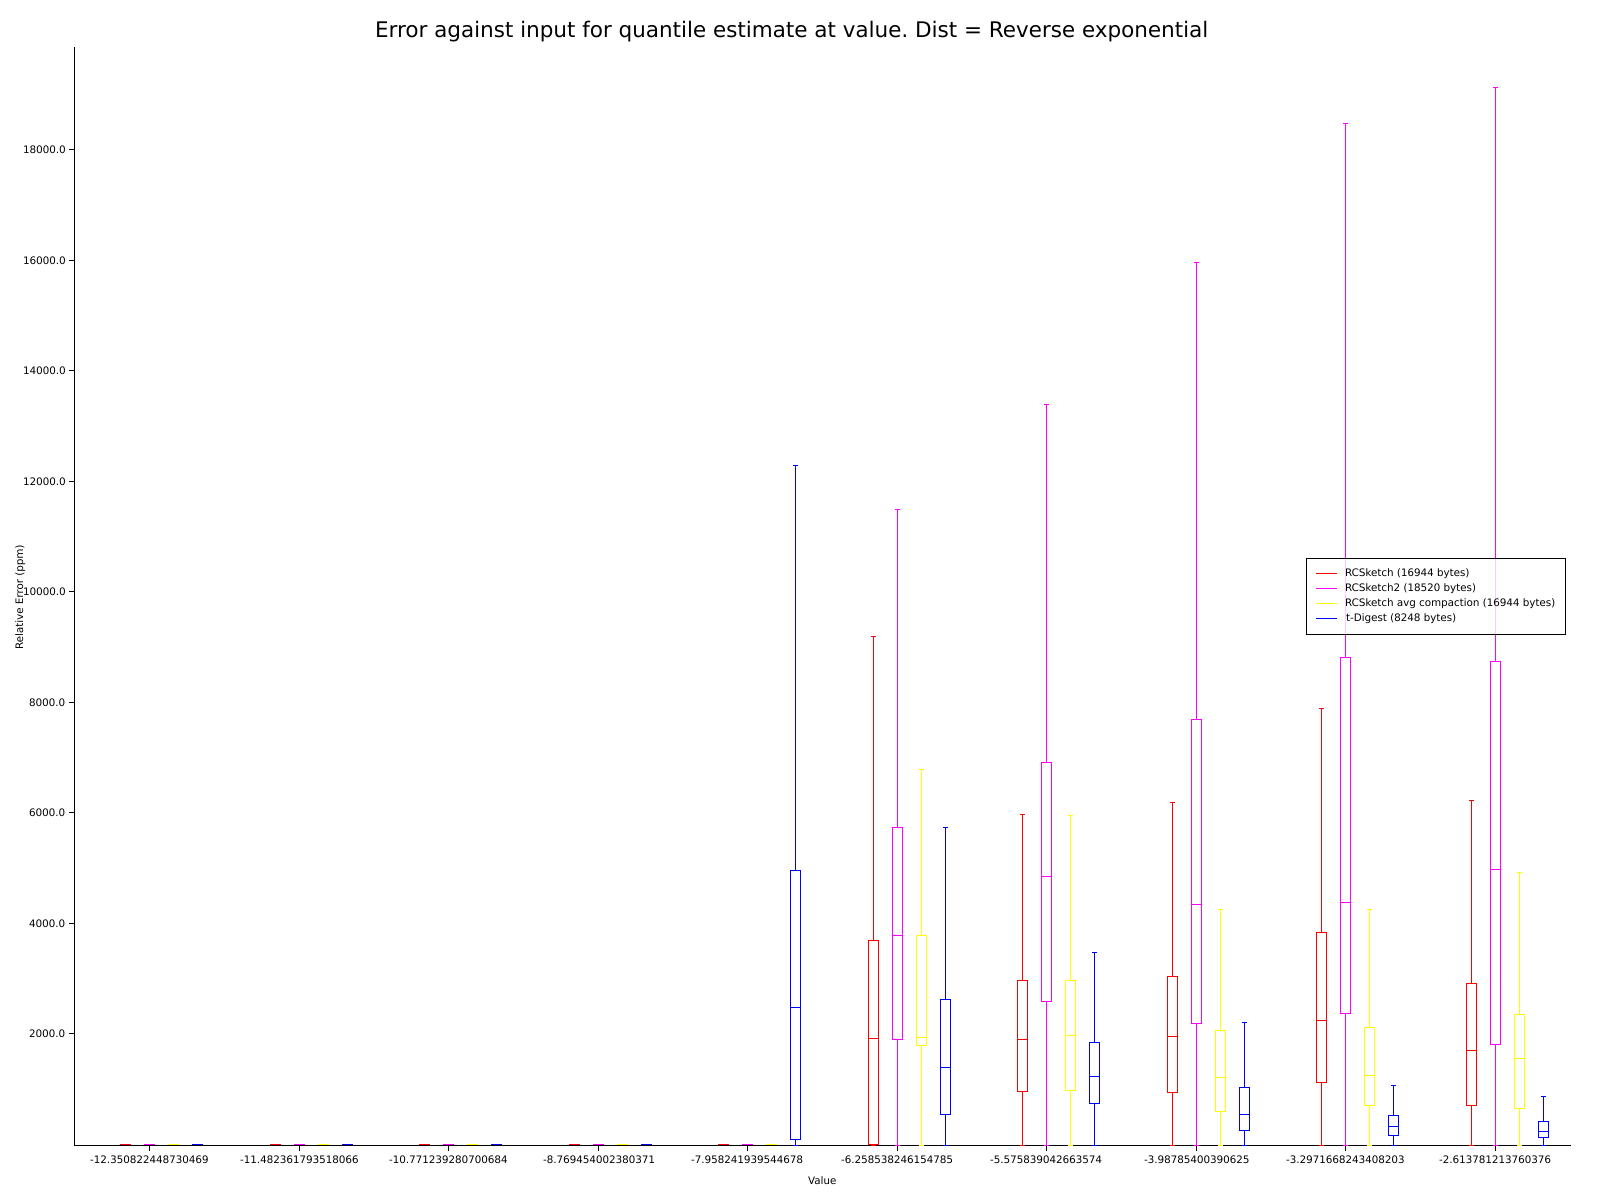 Error against input for quantile estimate at value. Dist = Reverse exponential
18000.0
16000.0
14000.0
12000.0
10000.0
8000.0
6000.0
4000.0
2000.0
Relative Error (ppm)
RCSketch (16944 bytes)
RCSketch2 (18520 bytes)
RCSketch avg compaction (16944 bytes)
t-Digest (8248 bytes)
-12.350822448730469
-11.482361793518066
-10.771239280700684
-8.769454002380371
-7.958241939544678
-6.258538246154785
-5.575839042663574
-3.98785400390625
-3.2971668243408203
-2.613781213760376
Value